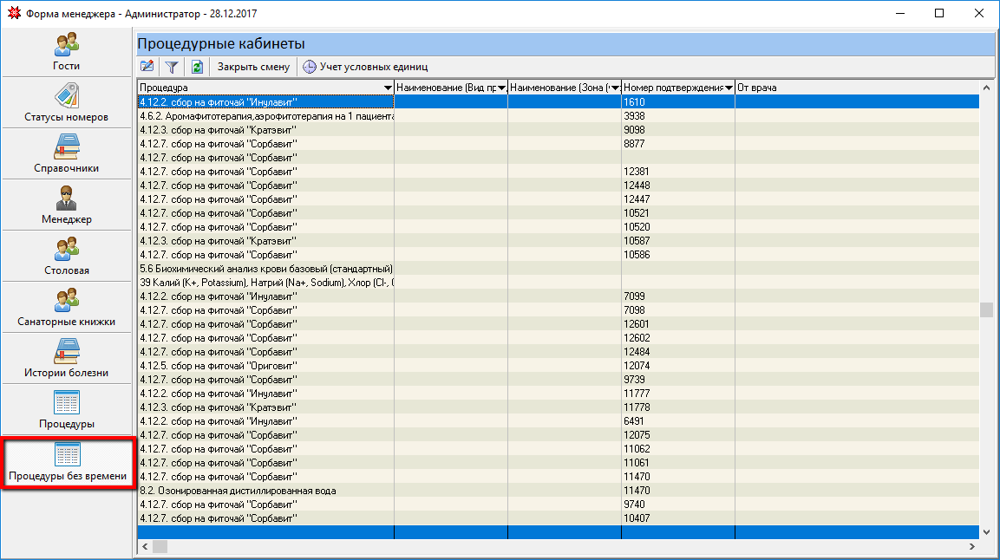 Форма менеджера - Администратор - 28.12.2017
Гости
Статусы номеров
Справочники
Менеджер
Столовая
Санаторные книжки
Истории болезни
Процедуры
Процедуры без времени
Процедурные кабинеты
Закрыть смену Учет условных единиц
Процедура Наименование (Вид пр Наименование (Зона ( Номер подтверждения От врача
4.12.2. сбор на фиточай "Инулавит" 1610
4.6.2. Аромафитотерапия,аэрофитотерапия на 1 пациента 3938
4.12.3. сбор на фиточай "Кратэвит" 9098
4.12.7. сбор на фиточай "Сорбавит" 8877
4.12.7. сбор на фиточай "Сорбавит"
4.12.7. сбор на фиточай "Сорбавит" 12381
4.12.7. сбор на фиточай "Сорбавит" 12448
4.12.7. сбор на фиточай "Сорбавит" 12447
4.12.7. сбор на фиточай "Сорбавит" 10521
4.12.7. сбор на фиточай "Сорбавит" 10520
4.12.3. сбор на фиточай "Кратэвит" 10587
4.12.7. сбор на фиточай "Сорбавит" 10586
5.6 Биохимический анализ крови базовый (стандартный)
39 Калий (K+, Potassium), Натрий (Na+, Sodium), Хлор (Cl-,
4.12.2. сбор на фиточай "Инулавит" 7099
4.12.7. сбор на фиточай "Сорбавит" 7098
4.12.7. сбор на фиточай "Сорбавит" 12601
4.12.7. сбор на фиточай "Сорбавит" 12602
4.12.7. сбор на фиточай "Сорбавит" 12484
4.12.5. сбор на фиточай "Ориговит" 12074
4.12.7. сбор на фиточай "Сорбавит" 9739
4.12.2. сбор на фиточай "Инулавит" 11777
4.12.3. сбор на фиточай "Кратэвит" 11778
4.12.2. сбор на фиточай "Инулавит" 6491
4.12.7. сбор на фиточай "Сорбавит" 12075
4.12.7. сбор на фиточай "Сорбавит" 11062
4.12.7. сбор на фиточай "Сорбавит" 11061
4.12.7. сбор на фиточай "Сорбавит" 11470
8.2. Озонированная дистиллированная вода 11470
4.12.7. сбор на фиточай "Сорбавит" 9740
4.12.7. сбор на фиточай "Сорбавит" 10407